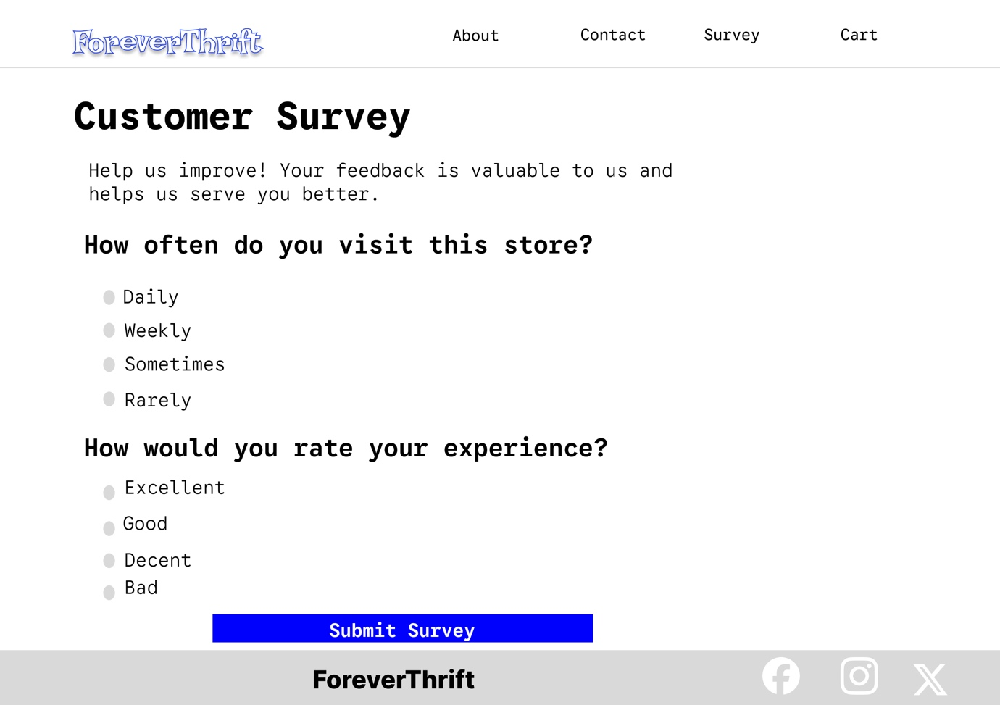 ForeverThrift
About Contact Survey Cart
Customer Survey
Help us improve! Your feedback is valuable to us and
helps us serve you better.
How often do you visit this store?
Daily
Weekly
Sometimes
Rarely
How would you rate your experience?
Excellent
Good
Decent
Bad
Submit Survey
ForeverThrift